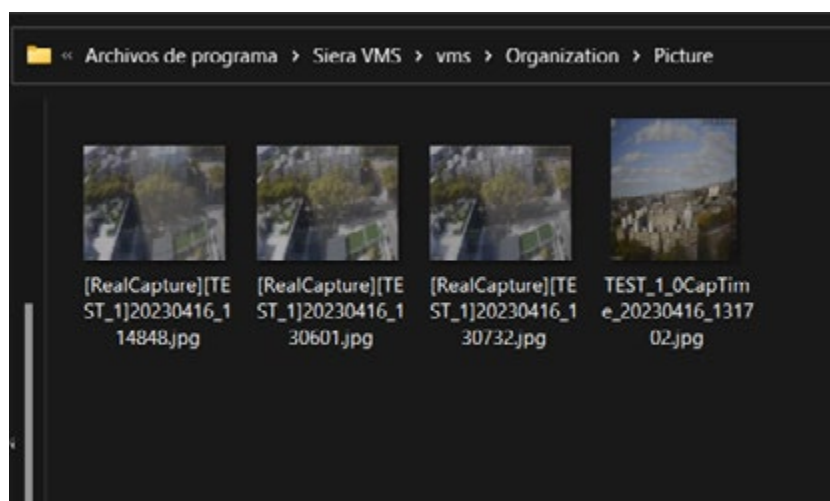 « Archivos de programa > Siera VMS > vms > Organization > Picture
[RealCapture][TE
ST_1]20230416_1
14848.jpg
[RealCapture][TE
ST_1]20230416_1
30601.jpg
[RealCapture][TE
ST_1]20230416_1
30732.jpg
TEST_1_0CapTim
e_20230416_1317
02.jpg